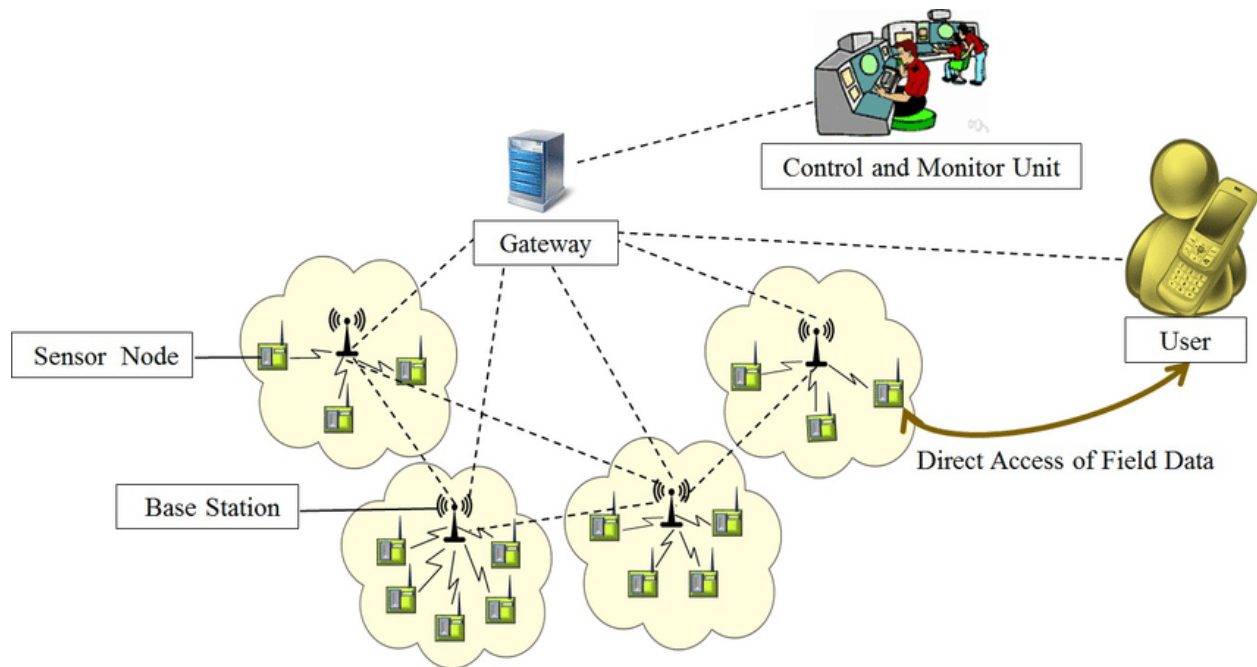 Control and Monitor Unit
Gateway
User
Sensor Node
Direct Access of Field Data
Base Station